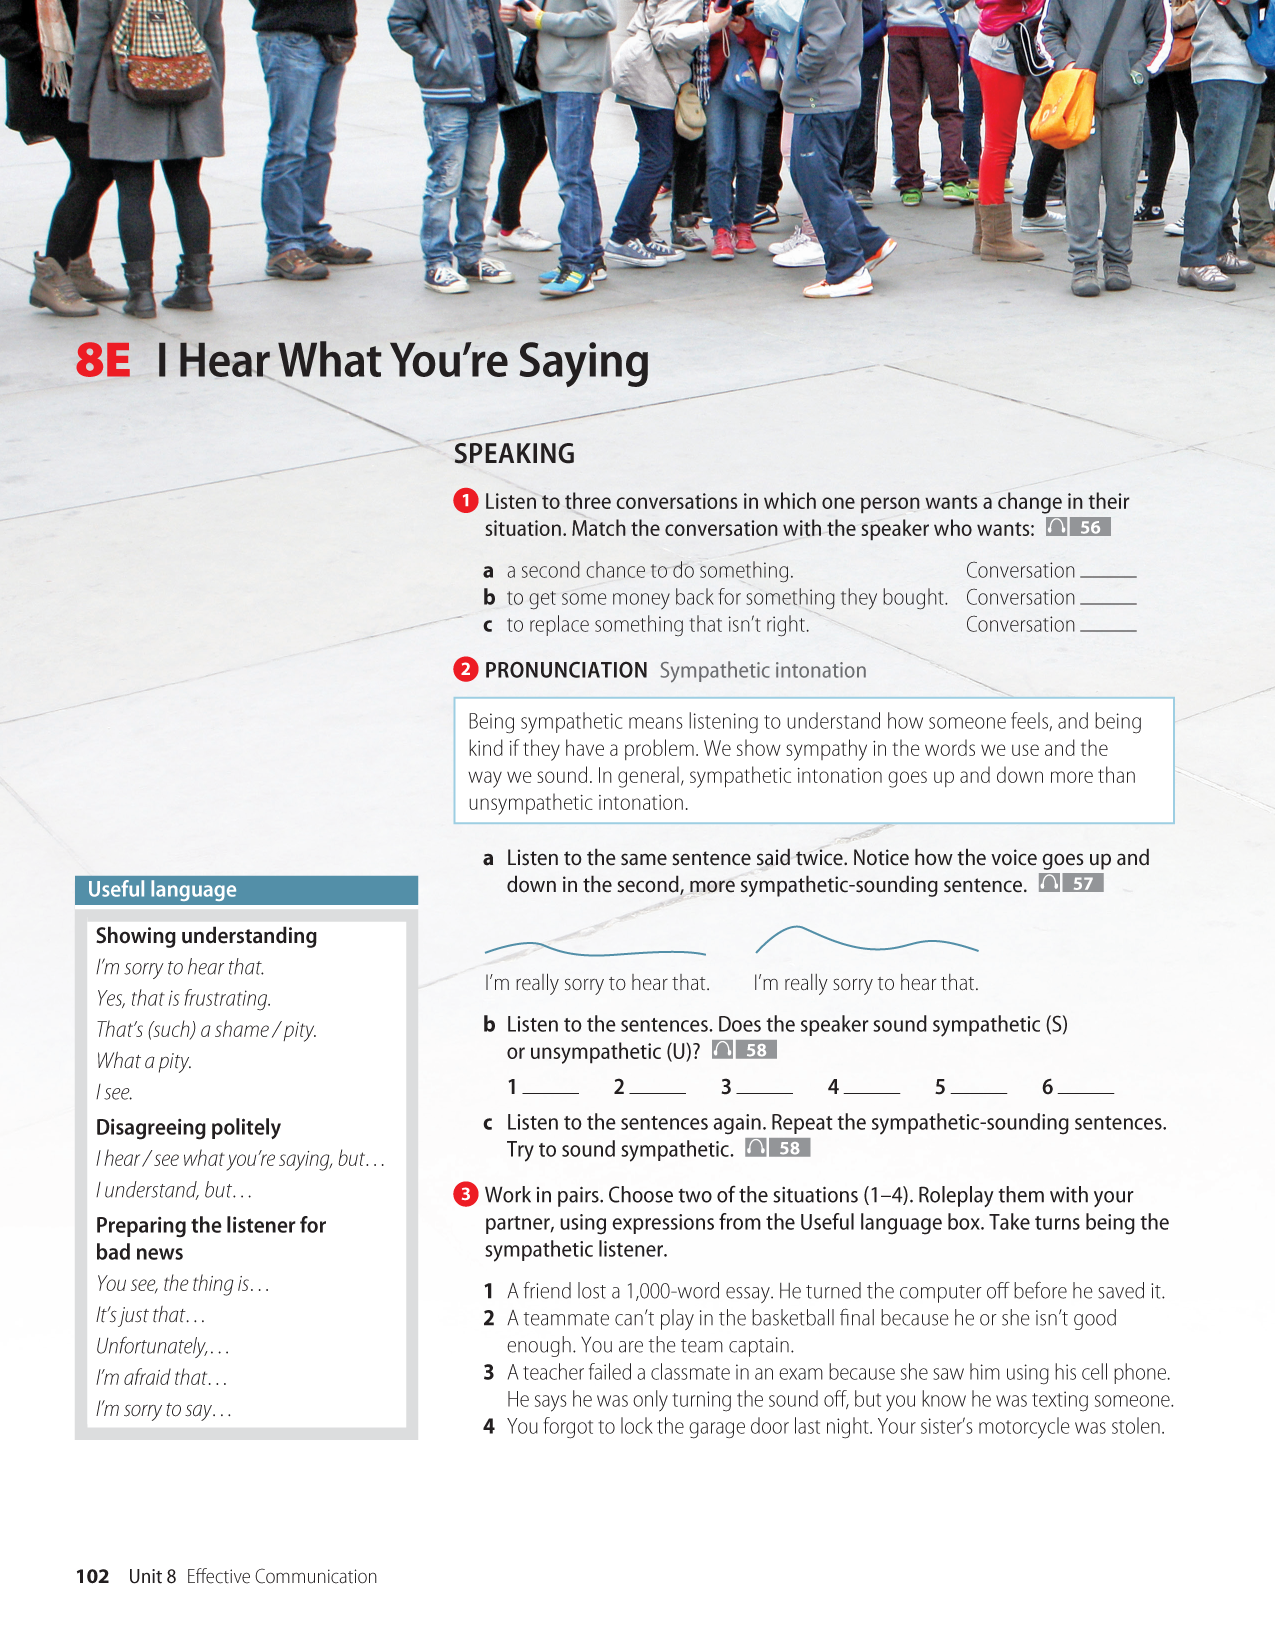 8E I Hear What You’re Saying
SPEAKING
1 Listen to three conversations in which one person wants a change in their
situation. Match the conversation with the speaker who wants: 56
a a second chance to do something. Conversation ______
b to get some money back for something they bought. Conversation ______
c to replace something that isn’t right. Conversation ______
2 PRONUNCIATION Sympathetic intonation
Being sympathetic means listening to understand how someone feels, and being
kind if they have a problem. We show sympathy in the words we use and the
way we sound. In general, sympathetic intonation goes up and down more than
unsympathetic intonation.
a Listen to the same sentence said twice. Notice how the voice goes up and
down in the second, more sympathetic-sounding sentence. 57
I’m really sorry to hear that. I’m really sorry to hear that.
b Listen to the sentences. Does the speaker sound sympathetic (S)
or unsympathetic (U)? 58
1 ______ 2 ______ 3 ______ 4 ______ 5 ______ 6 ______
c Listen to the sentences again. Repeat the sympathetic-sounding sentences.
Try to sound sympathetic. 58
3 Work in pairs. Choose two of the situations (1–4). Roleplay them with your
partner, using expressions from the Useful language box. Take turns being the
sympathetic listener.
1 A friend lost a 1,000-word essay. He turned the computer off before he saved it.
2 A teammate can’t play in the basketball final because he or she isn’t good
enough. You are the team captain.
3 A teacher failed a classmate in an exam because she saw him using his cell phone.
He says he was only turning the sound off, but you know he was texting someone.
4 You forgot to lock the garage door last night. Your sister’s motorcycle was stolen.
Useful language
Showing understanding
I’m sorry to hear that.
Yes, that is frustrating.
That’s (such) a shame / pity.
What a pity.
I see.
Disagreeing politely
I hear / see what you’re saying, but…
I understand, but…
Preparing the listener for
bad news
You see, the thing is…
It’s just that…
Unfortunately,…
I’m afraid that…
I’m sorry to say…
102 Unit 8 Effective Communication